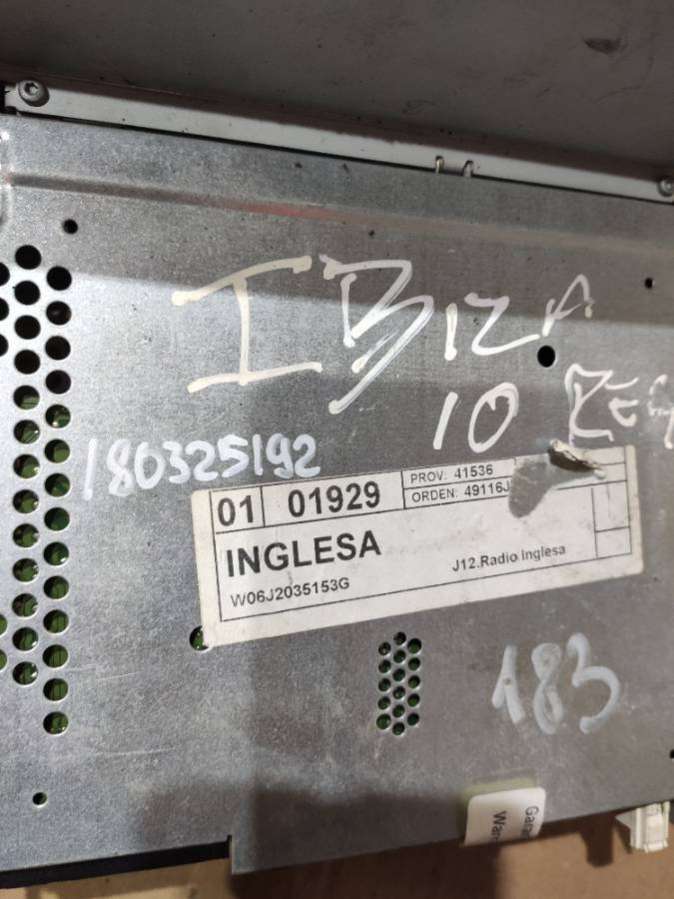 IBIZA
10
180325192
01 01929 PROV: 41536
ORDEN: 49116J
INGLESA
J12.Radio Inglesa
W06J2035153G
183